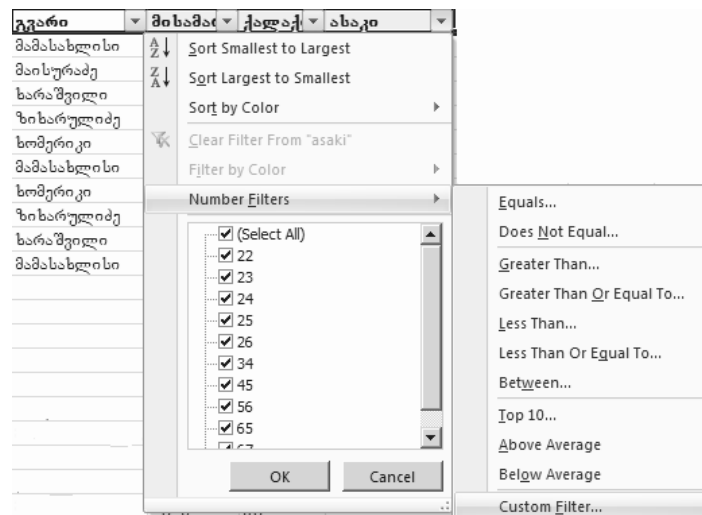 გვარი მისამა ქალაქ ასაკი
მამასახლისი
მაისურაძე
ხარაშვილი
ზიხარულიძე
ხომერიკი
მამასახლისი
ხომერიკი
ზიხარულიძე
ხარაშვილი
მამასახლისი
Sort Smallest to Largest
Sort Largest to Smallest
Sort by Color
Clear Filter From "asaki"
Filter by Color
Number Filters
(Select All)
22
23
24
25
26
34
45
56
65
67
OK Cancel
Equals...
Does Not Equal...
Greater Than...
Greater Than Or Equal To...
Less Than...
Less Than Or Equal To...
Between...
Top 10...
Above Average
Below Average
Custom Filter...